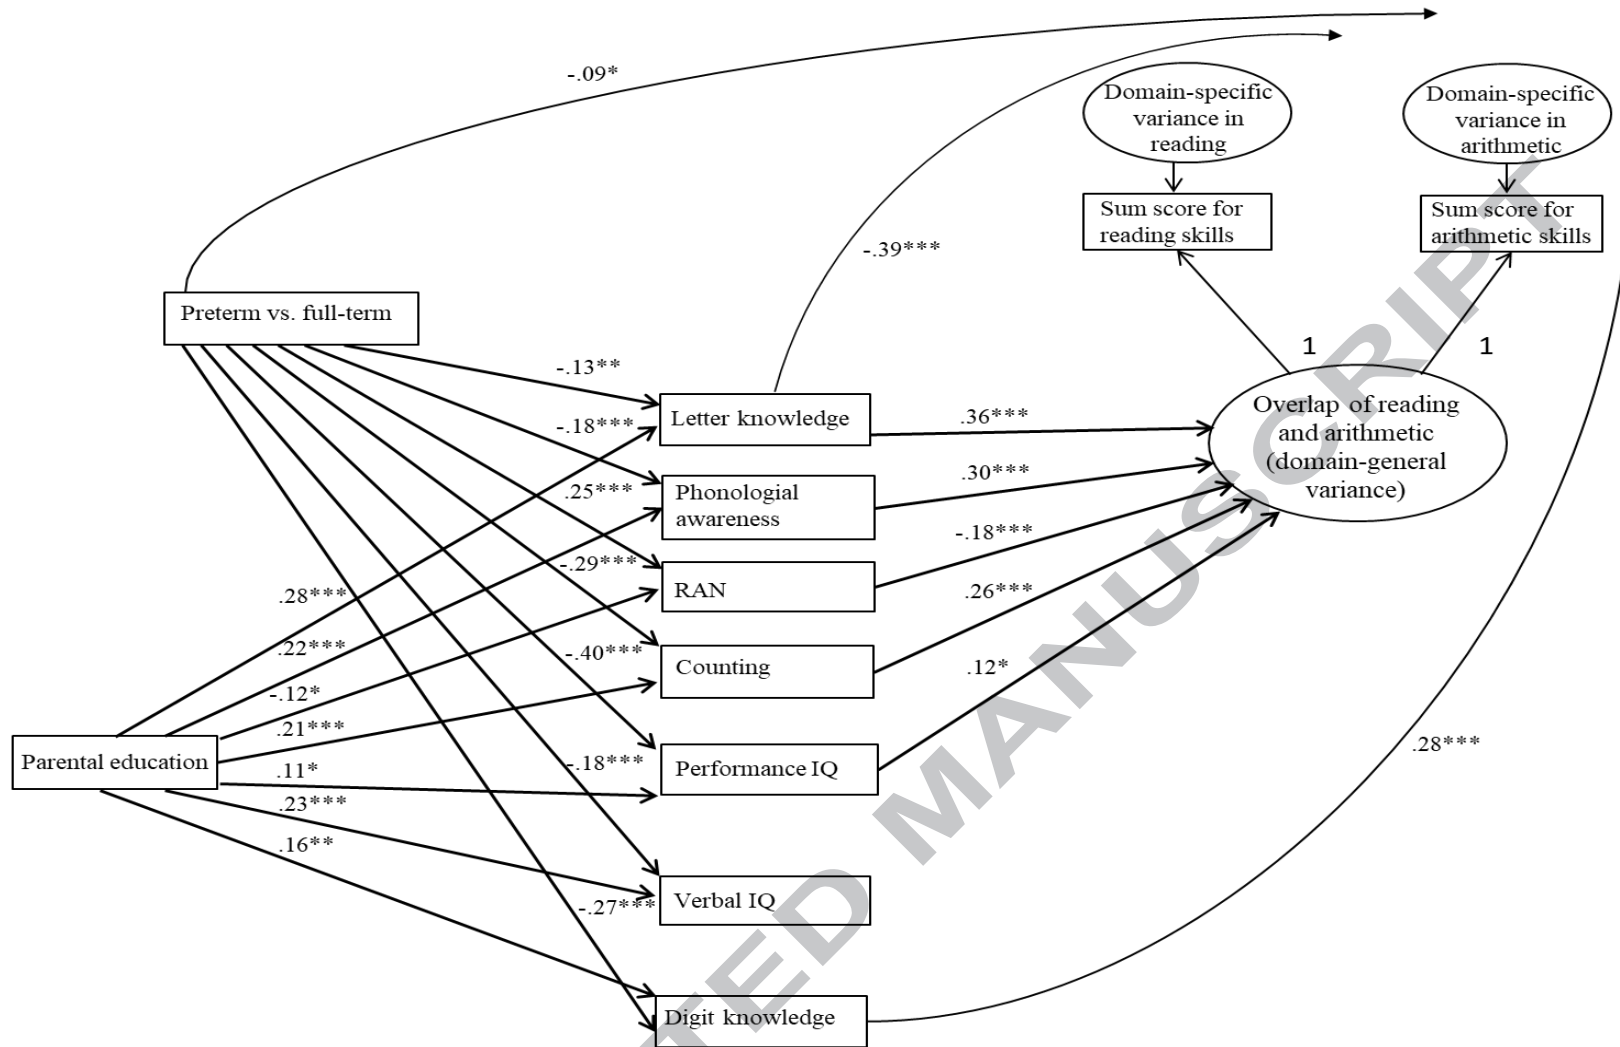 -.09*
Domain-specific
variance in
reading
Domain-specific
variance in
arithmetic
Sum score for
reading skills
Sum score for
arithmetic skills
-.39***
Preterm vs. full-term
1
1
-.13**
Letter knowledge
.36***
Overlap of reading
and arithmetic
(domain-general
variance)
-.18***
.25***
Phonologial
awareness
.30***
-.29***
RAN
-.18***
.28***
.26***
.22***
-.40***
Counting
.12*
-.12*
.21***
Parental education
.11*
-.18***
Performance IQ
.28***
.23***
.16**
Verbal IQ
-.27***
Digit knowledge
TED MANUSCRIPT